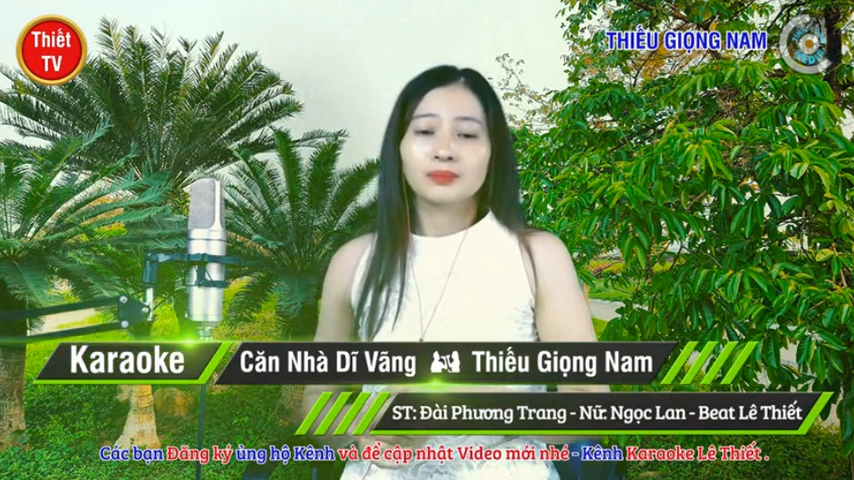 Thiết
TV
THIẾU GIỌNG NAM
Karaoke
Căn Nhà Dĩ Vãng
Thiếu Giọng Nam
ST: Đài Phương Trang - Nữ: Ngọc Lan - Beat Lê Thiết
Các bạn Đăng ký ủng hộ Kênh và để cập nhật Video mới nhé - Kênh Karaoke Lê Thiết .